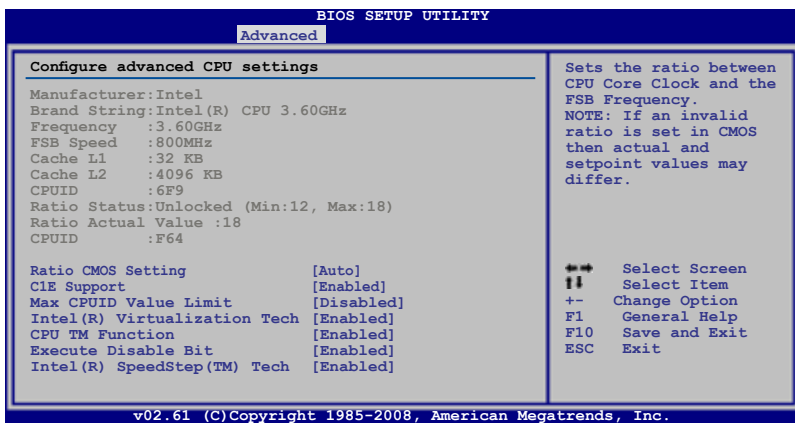 BIOS SETUP UTILITY
Advanced
Configure advanced CPU settings
Manufacturer:Intel
Brand String:Intel(R) CPU 3.60GHz
Frequency :3.60GHz
FSB Speed :800MHz
Cache L1 :32 KB
Cache L2 :4096 KB
CPUID :6F9
Ratio Status:Unlocked (Min:12, Max:18)
Ratio Actual Value :18
CPUID :F64
Ratio CMOS Setting [Auto]
C1E Support [Enabled]
Max CPUID Value Limit [Disabled]
Intel(R) Virtualization Tech [Enabled]
CPU TM Function [Enabled]
Execute Disable Bit [Enabled]
Intel(R) SpeedStep(TM) Tech [Enabled]
Sets the ratio between
CPU Core Clock and the
FSB Frequency.
NOTE: If an invalid
ratio is set in CMOS
then actual and
setpoint values may
differ.
←→ Select Screen
↑↓ Select Item
+- Change Option
F1 General Help
F10 Save and Exit
ESC Exit
v02.61 (C)Copyright 1985-2008, American Megatrends, Inc.